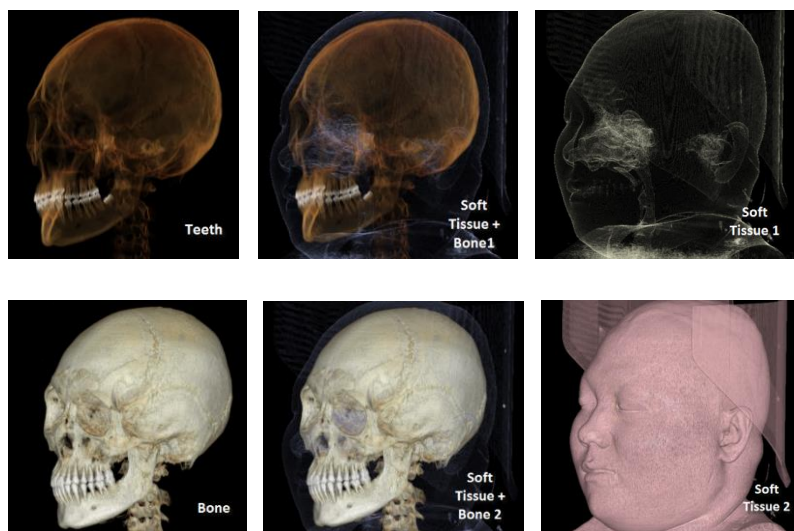 Teeth
Soft
Tissue +
Bone1
Soft
Tissue 1
Bone
Soft
Tissue +
Bone 2
Soft
Tissue 2